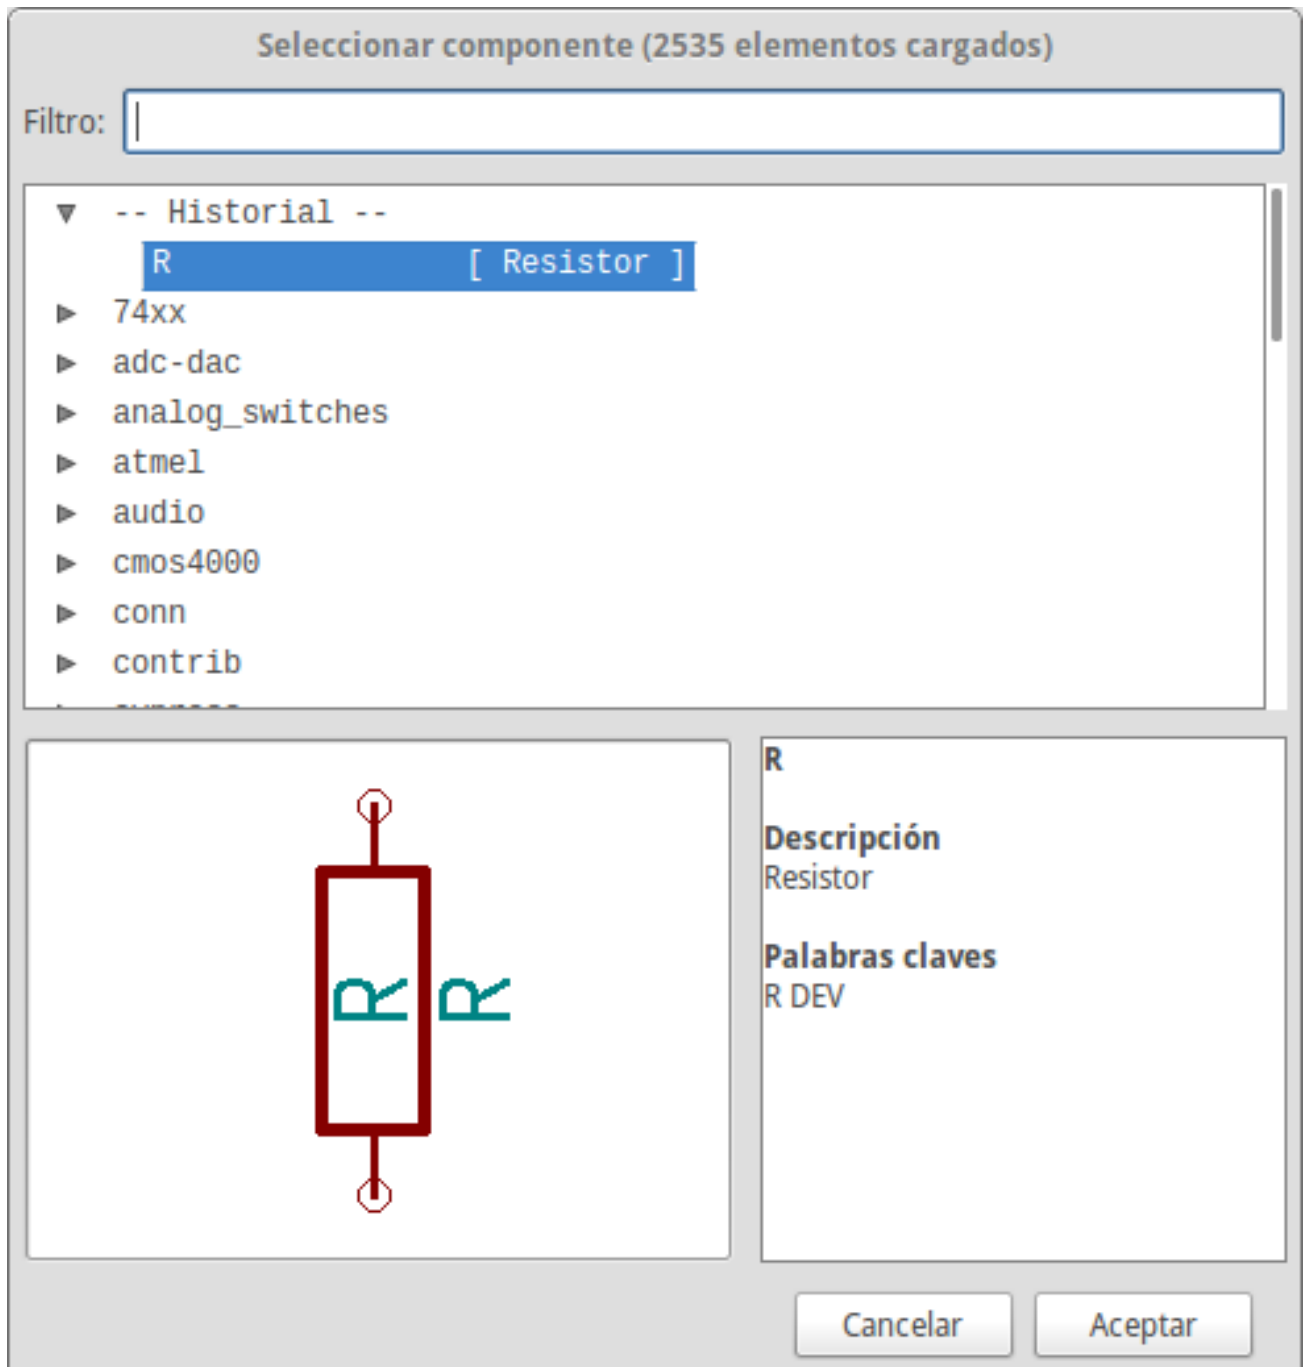 Seleccionar componente (2535 elementos cargados)
Filtro:
-- Historial --
R [ Resistor ]
74xx
adc-dac
analog_switches
atmel
audio
cmos4000
conn
contrib
R
Descripción
Resistor
Palabras claves
R DEV
R R
Cancelar Aceptar